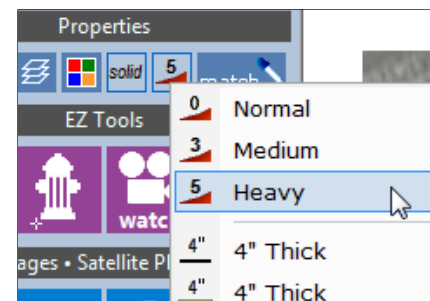 Properties
solid 5 match
EZ Tools
0 Normal
3 Medium
5 Heavy
watc
ages • Satellite Pl
4" 4" Thick
4" 4" Thick